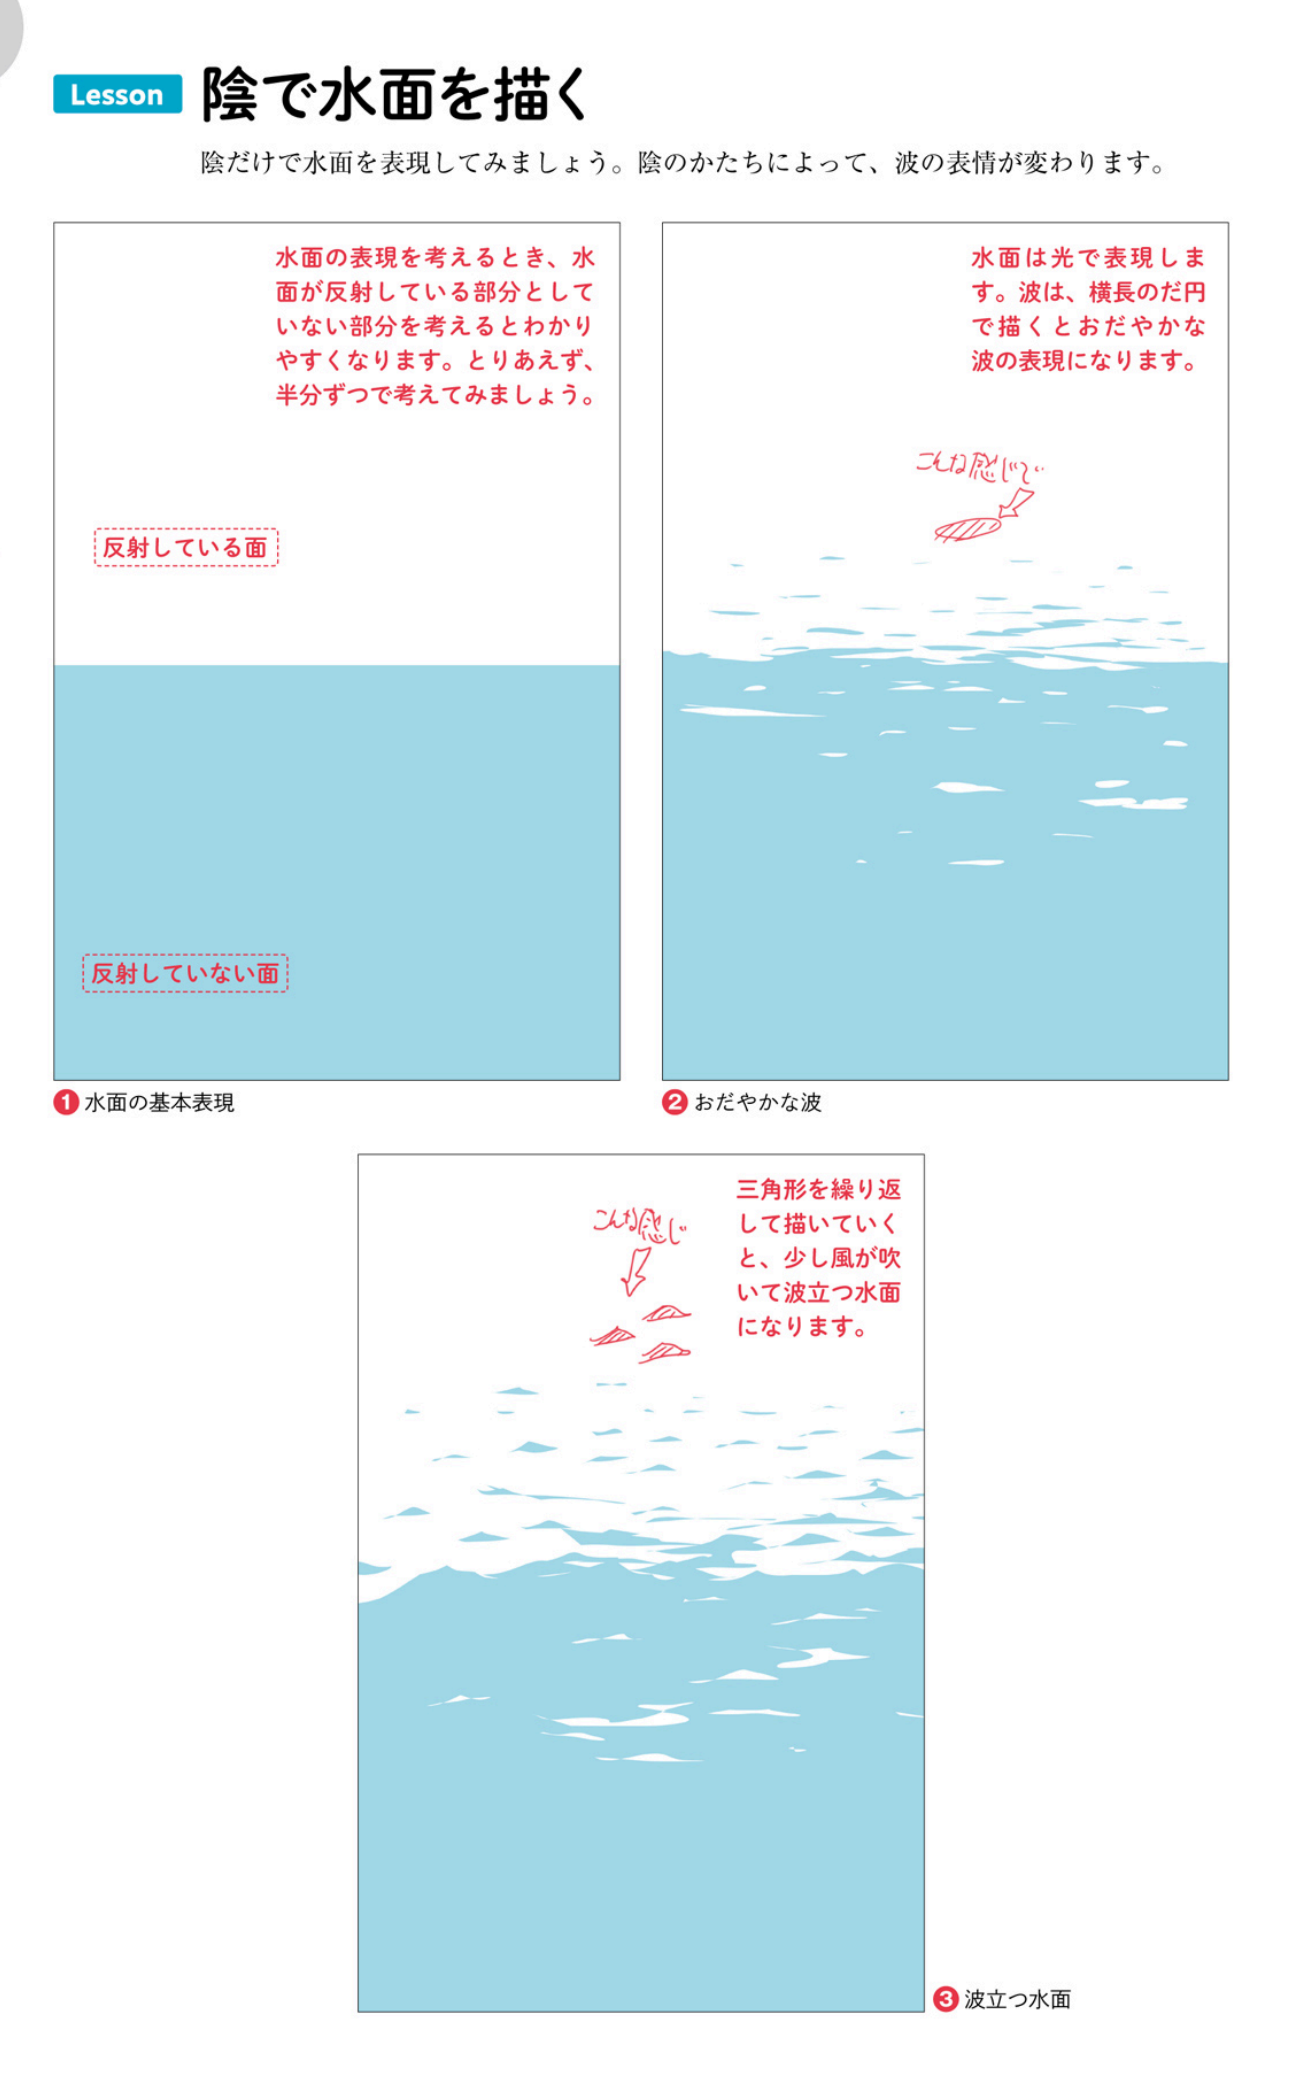 Lesson 陰で水面を描く
陰だけで水面を表現してみましょう。陰のかたちによって、波の表情が変わります。
水面の表現を考えるとき、水
面が反射している部分として
いない部分を考えるとわかり
やすくなります。とりあえず、
半分ずつで考えてみましょう。
反射している面
反射していない面
❶ 水面の基本表現
水面は光で表現しま
す。波は、横長のだ円
で描くとおだやかな
波の表現になります。
こんな感じで
❷ おだやかな波
三角形を繰り返
して描いていく
と、少し風が吹
いて波立つ水面
になります。
こんな感じ
❸ 波立つ水面